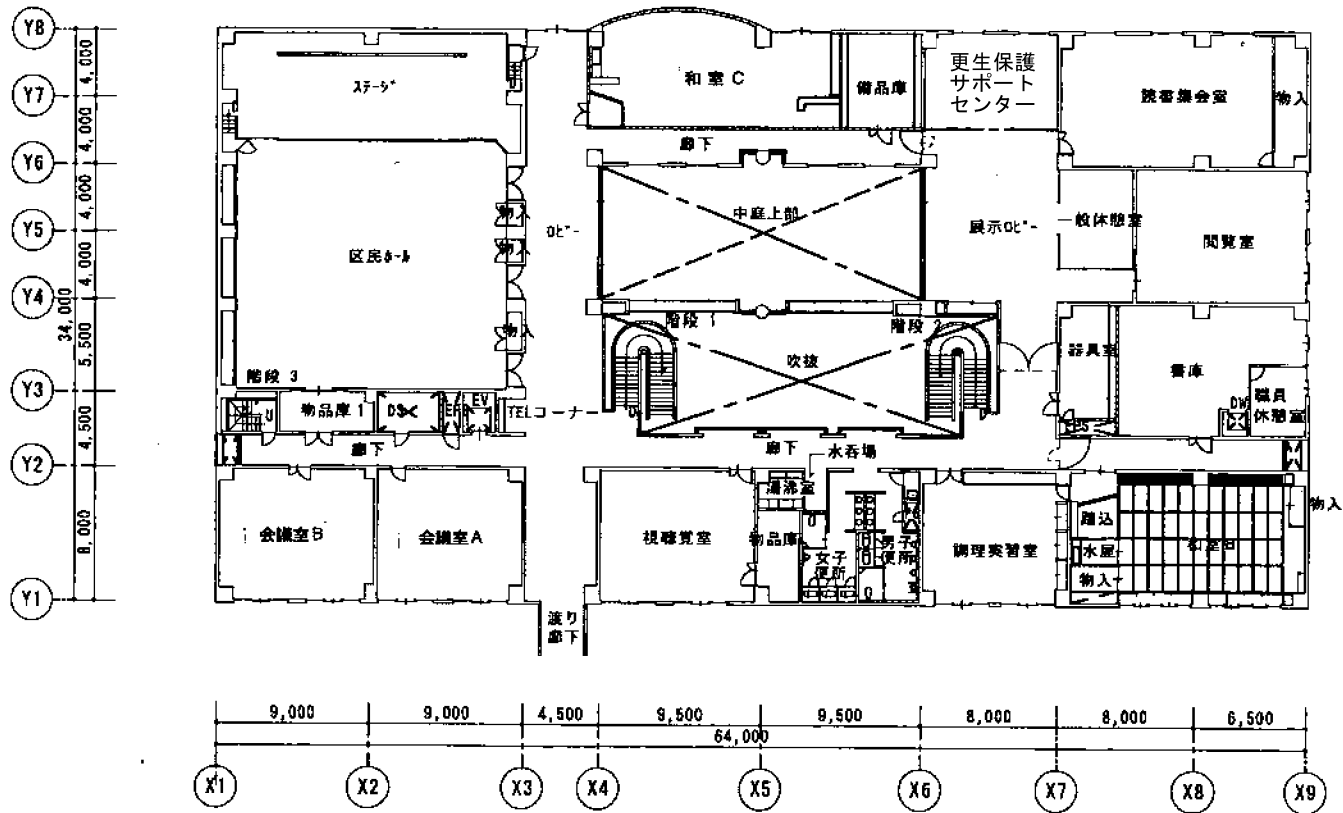 Y8
Y7
Y6
Y5
Y4
Y3
Y2
Y1
4,000
4,000
4,000
4,000
5,500
4,500
8,000
34,000
ステージ
和室C
備品庫
更生保護
サポート
センター
読書集会室
物入
廊下
物入
物入
物入
ロビー
中庭上部
展示ロビー
一般休憩室
閲覧室
区民ホール
階段 1
階段 2
吹抜
器具室
書庫
階段 3
物品庫1
DS
EV
TELコーナー
DW
職員
休憩室
PS
廊下
廊下
水呑場
湯沸室
会議室B
会議室A
視聴覚室
物品庫
女子
便所
男子
便所
調理実習室
踏込
水屋
物入
和室B
物入
渡り
廊下
9,000
9,000
4,500
9,500
9,500
8,000
8,000
6,500
64,000
X1
X2
X3
X4
X5
X6
X7
X8
X9